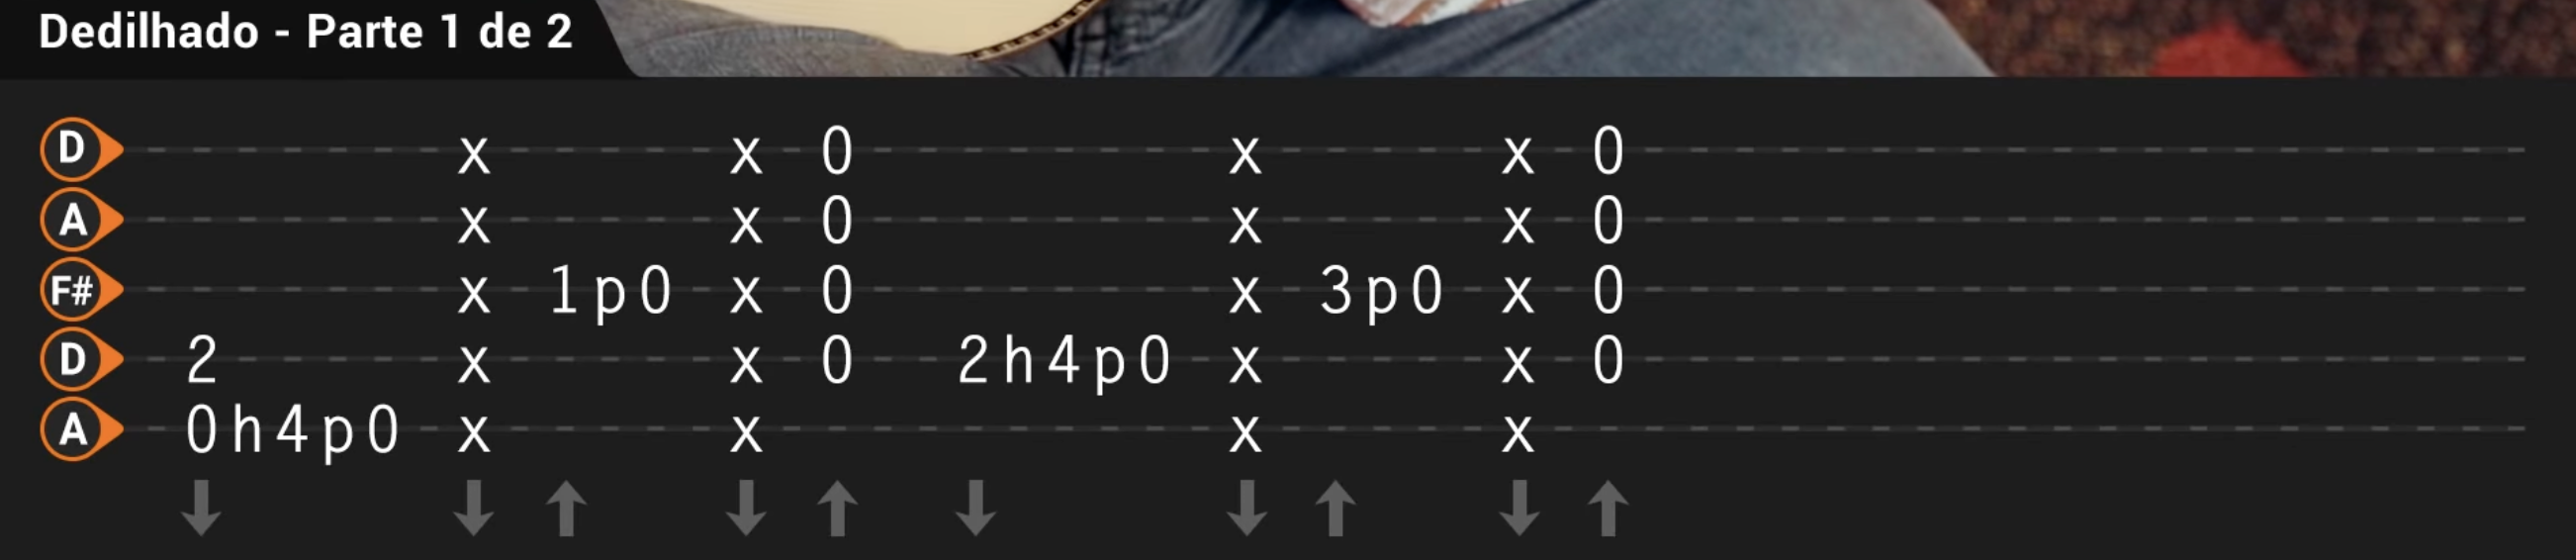 Dedilhado - Parte 1 de 2
D x x 0 x x 0
A x x 0 x x 0
F# x 1p0 x 0 x 3p0 x 0
D 2 x x 0 2h4p0 x x 0
A 0h4p0 x x x x
↓ ↓ ↑ ↓ ↑ ↓ ↓ ↑ ↓ ↑